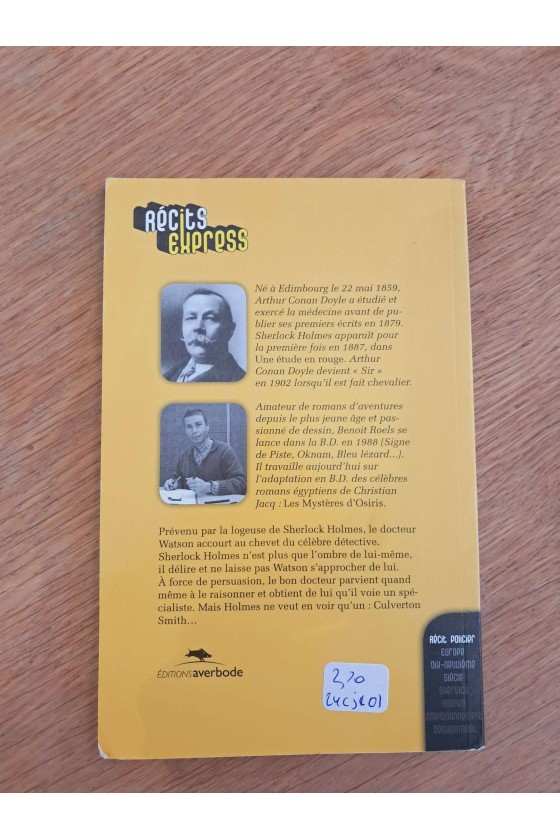 Récits
Express
Né à Edimbourg le 22 mai 1859,
Arthur Conan Doyle a étudié et
exercé la médecine avant de pu-
blier ses premiers écrits en 1879.
Sherlock Holmes apparaît pour
la première fois en 1887, dans
Une étude en rouge. Arthur
Conan Doyle devient « Sir »
en 1902 lorsqu'il est fait chevalier.
Amateur de romans d'aventures
depuis le plus jeune âge et pas-
sionné de dessin, Benoît Roels se
lance dans la B.D. en 1988 (Signe
de Piste, Oknam, Bleu lézard...).
Il travaille aujourd'hui sur
l'adaptation en B.D. des célèbres
romans égyptiens de Christian
Jacq : Les Mystères d'Osiris.
Prévenu par la logeuse de Sherlock Holmes, le docteur
Watson accourt au chevet du célèbre détective.
Sherlock Holmes n'est plus que l'ombre de lui-même,
il délire et ne laisse pas Watson s'approcher de lui.
À force de persuasion, le bon docteur parvient quand
même à le raisonner et obtient de lui qu'il voie un spé-
cialiste. Mais Holmes ne veut en voir qu'un : Culverton
Smith...
Récit policier
Europe
Dix-neuvième
siècle
Sherlock
Holmes
Empoisonnement
ÉDITIONS averbode